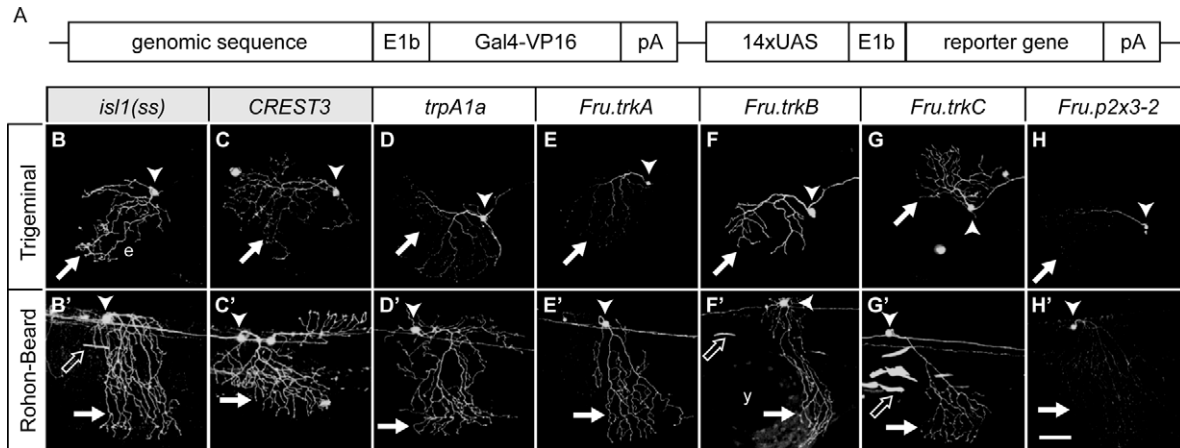 A
genomic sequence E1b Gal4-VP16 pA 14xUAS E1b reporter gene pA
isl1(ss) CREST3 trpA1a Fru.trkA Fru.trkB Fru.trkC Fru.p2x3-2
Trigeminal
B C D E F G H
e
Rohon-Beard
B' C' D' E' F' G' H'
y